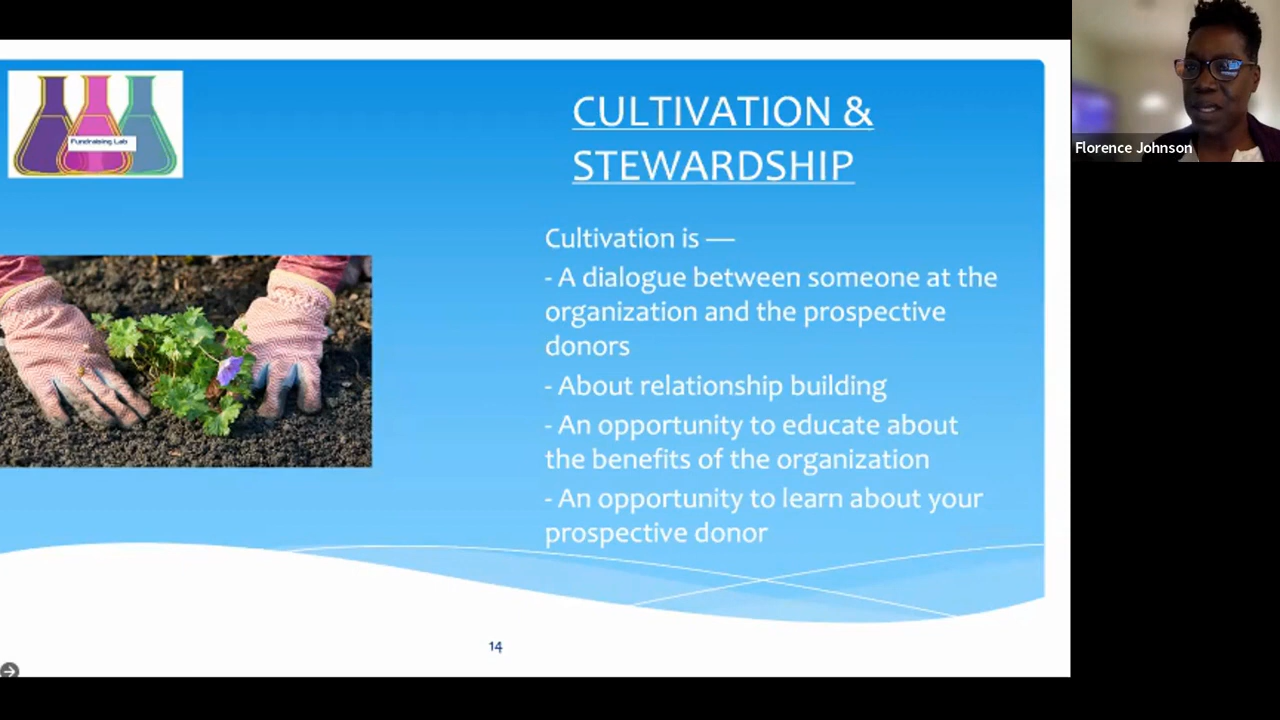 Fundraising Lab
CULTIVATION &
STEWARDSHIP
Cultivation is —
- A dialogue between someone at the
organization and the prospective
donors
- About relationship building
- An opportunity to educate about
the benefits of the organization
- An opportunity to learn about your
prospective donor
14
Florence Johnson